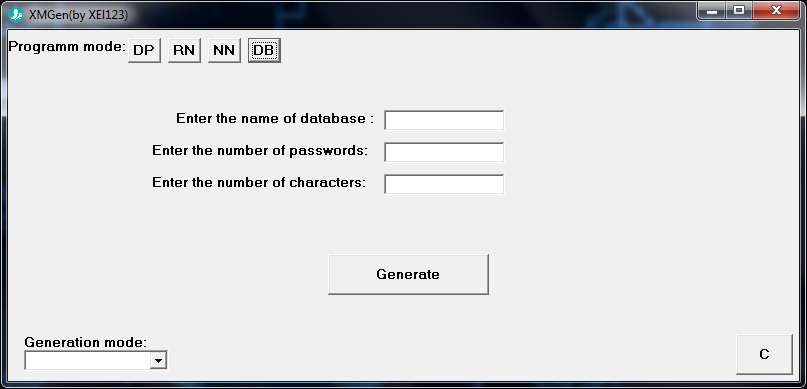 XMGen(by XEI123)
Programm mode: DP RN NN DB
Enter the name of database :
Enter the number of passwords:
Enter the number of characters:
Generate
Generation mode:
C